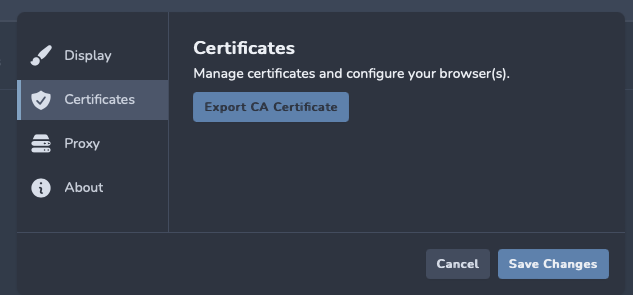 Display
Certificates
Proxy
About
Certificates
Manage certificates and configure your browser(s).
Export CA Certificate
Cancel
Save Changes